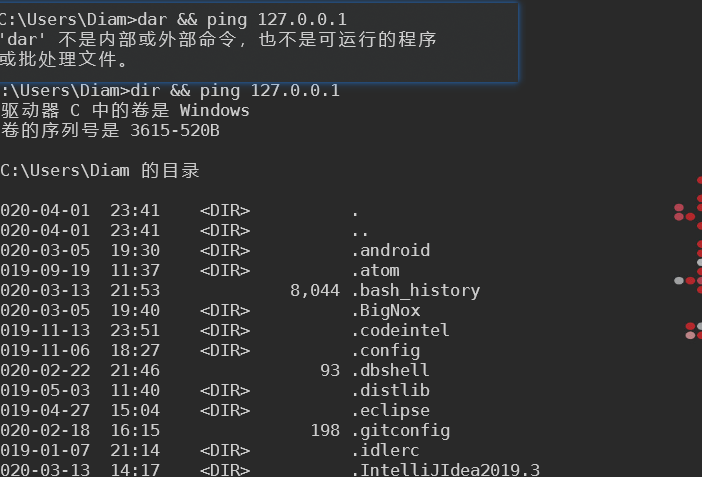 C:\Users\Diam>dar && ping 127.0.0.1
'dar' 不是内部或外部命令，也不是可运行的程序
或批处理文件。
:\Users\Diam>dir && ping 127.0.0.1
驱动器 C 中的卷是 Windows
卷的序列号是 3615-520B
C:\Users\Diam 的目录
020-04-01 23:41 <DIR> .
020-04-01 23:41 <DIR> ..
020-03-05 19:30 <DIR> .android
019-09-19 11:37 <DIR> .atom
020-03-13 21:53 8,044 .bash_history
020-03-05 19:40 <DIR> .BigNox
019-11-13 23:51 <DIR> .codeintel
019-11-06 18:27 <DIR> .config
020-02-22 21:46 93 .dbshell
019-05-03 11:40 <DIR> .distlib
019-04-27 15:04 <DIR> .eclipse
020-02-18 16:15 198 .gitconfig
019-01-07 21:14 <DIR> .idlerc
020-03-13 14:17 <DIR> .IntelliJIdea2019.3